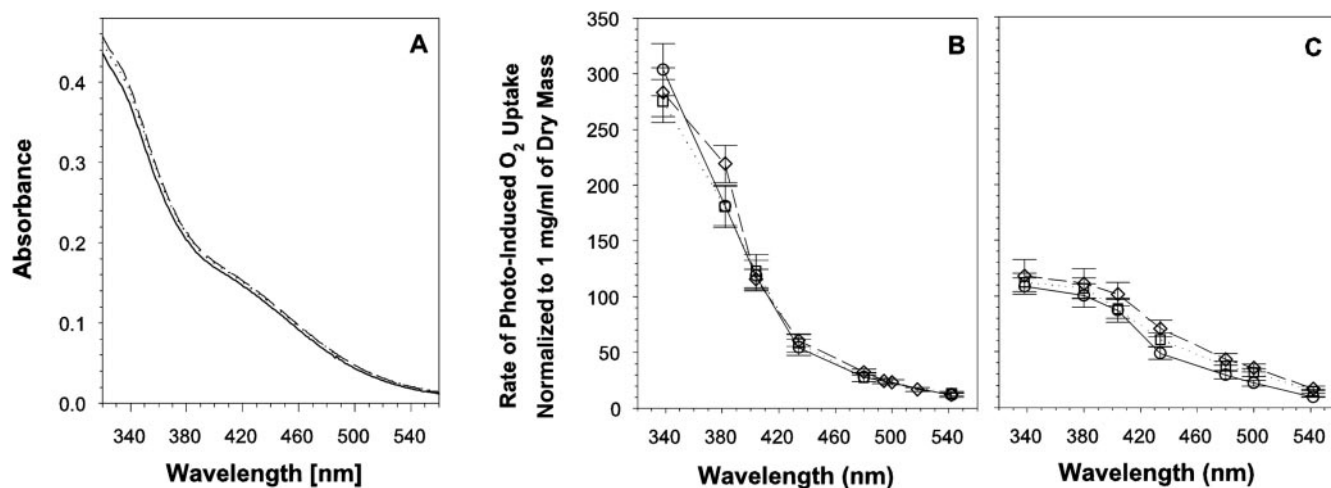 A
0.4
0.3
0.2
0.1
0.0
Absorbance
340 380 420 460 500 540
Wavelength [nm]
Rate of Photo-Induced O2 Uptake
Normalized to 1 mg/ml of Dry Mass
B
350
300
250
200
150
100
50
0
340 380 420 460 500 540
Wavelength (nm)
C
340 380 420 460 500 540
Wavelength (nm)